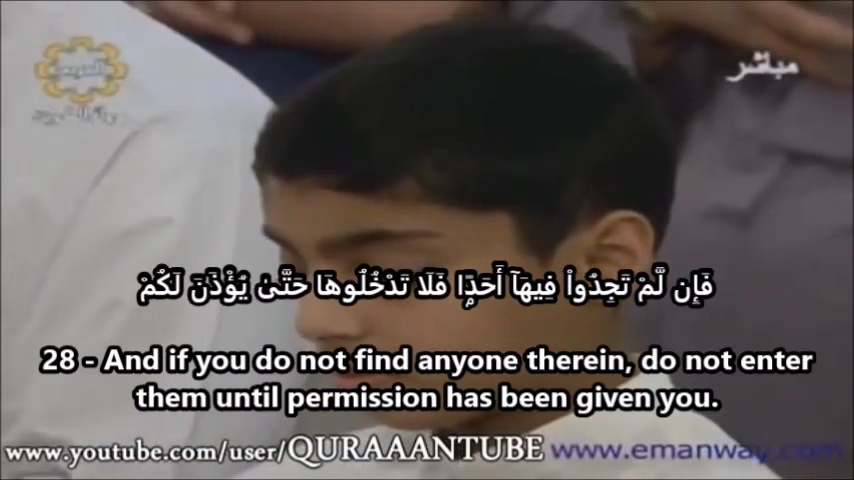 مباشر
فَإِن لَّمْ تَجِدُواْ فِيهَآ أَحَدًۭا فَلَا تَدْخُلُوهَا حَتَّىٰ يُؤْذَنَ لَكُمْ
28 - And if you do not find anyone therein, do not enter
them until permission has been given you.
www.youtube.com/user/QURAAANTUBE www.emanway.com